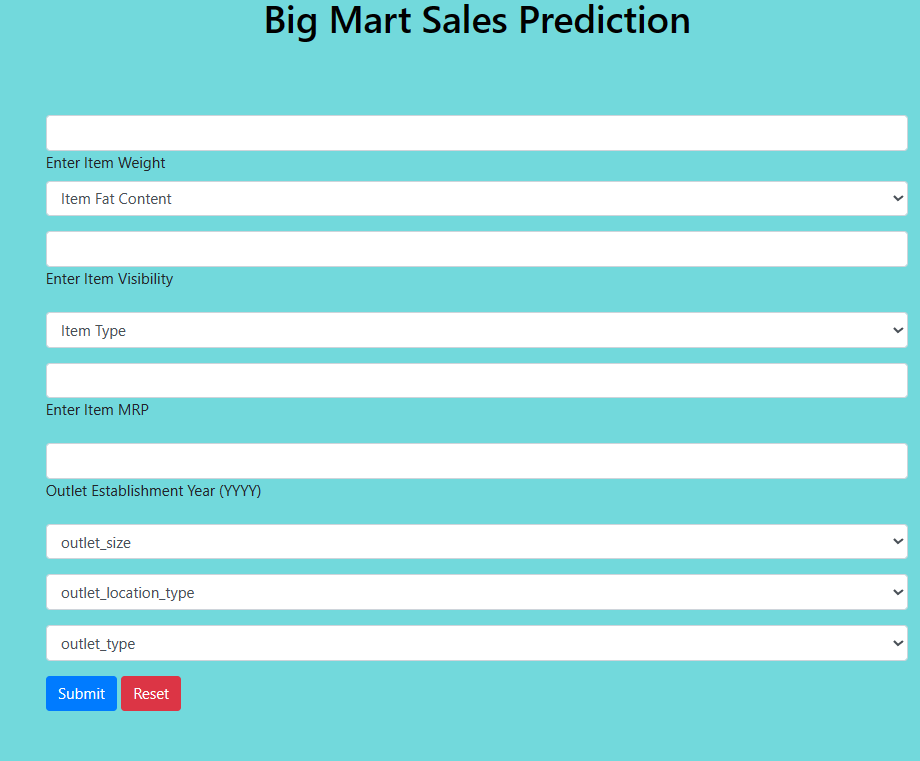 Big Mart Sales Prediction
Enter Item Weight
Item Fat Content
Enter Item Visibility
Item Type
Enter Item MRP
Outlet Establishment Year (YYYY)
outlet_size
outlet_location_type
outlet_type
Submit Reset